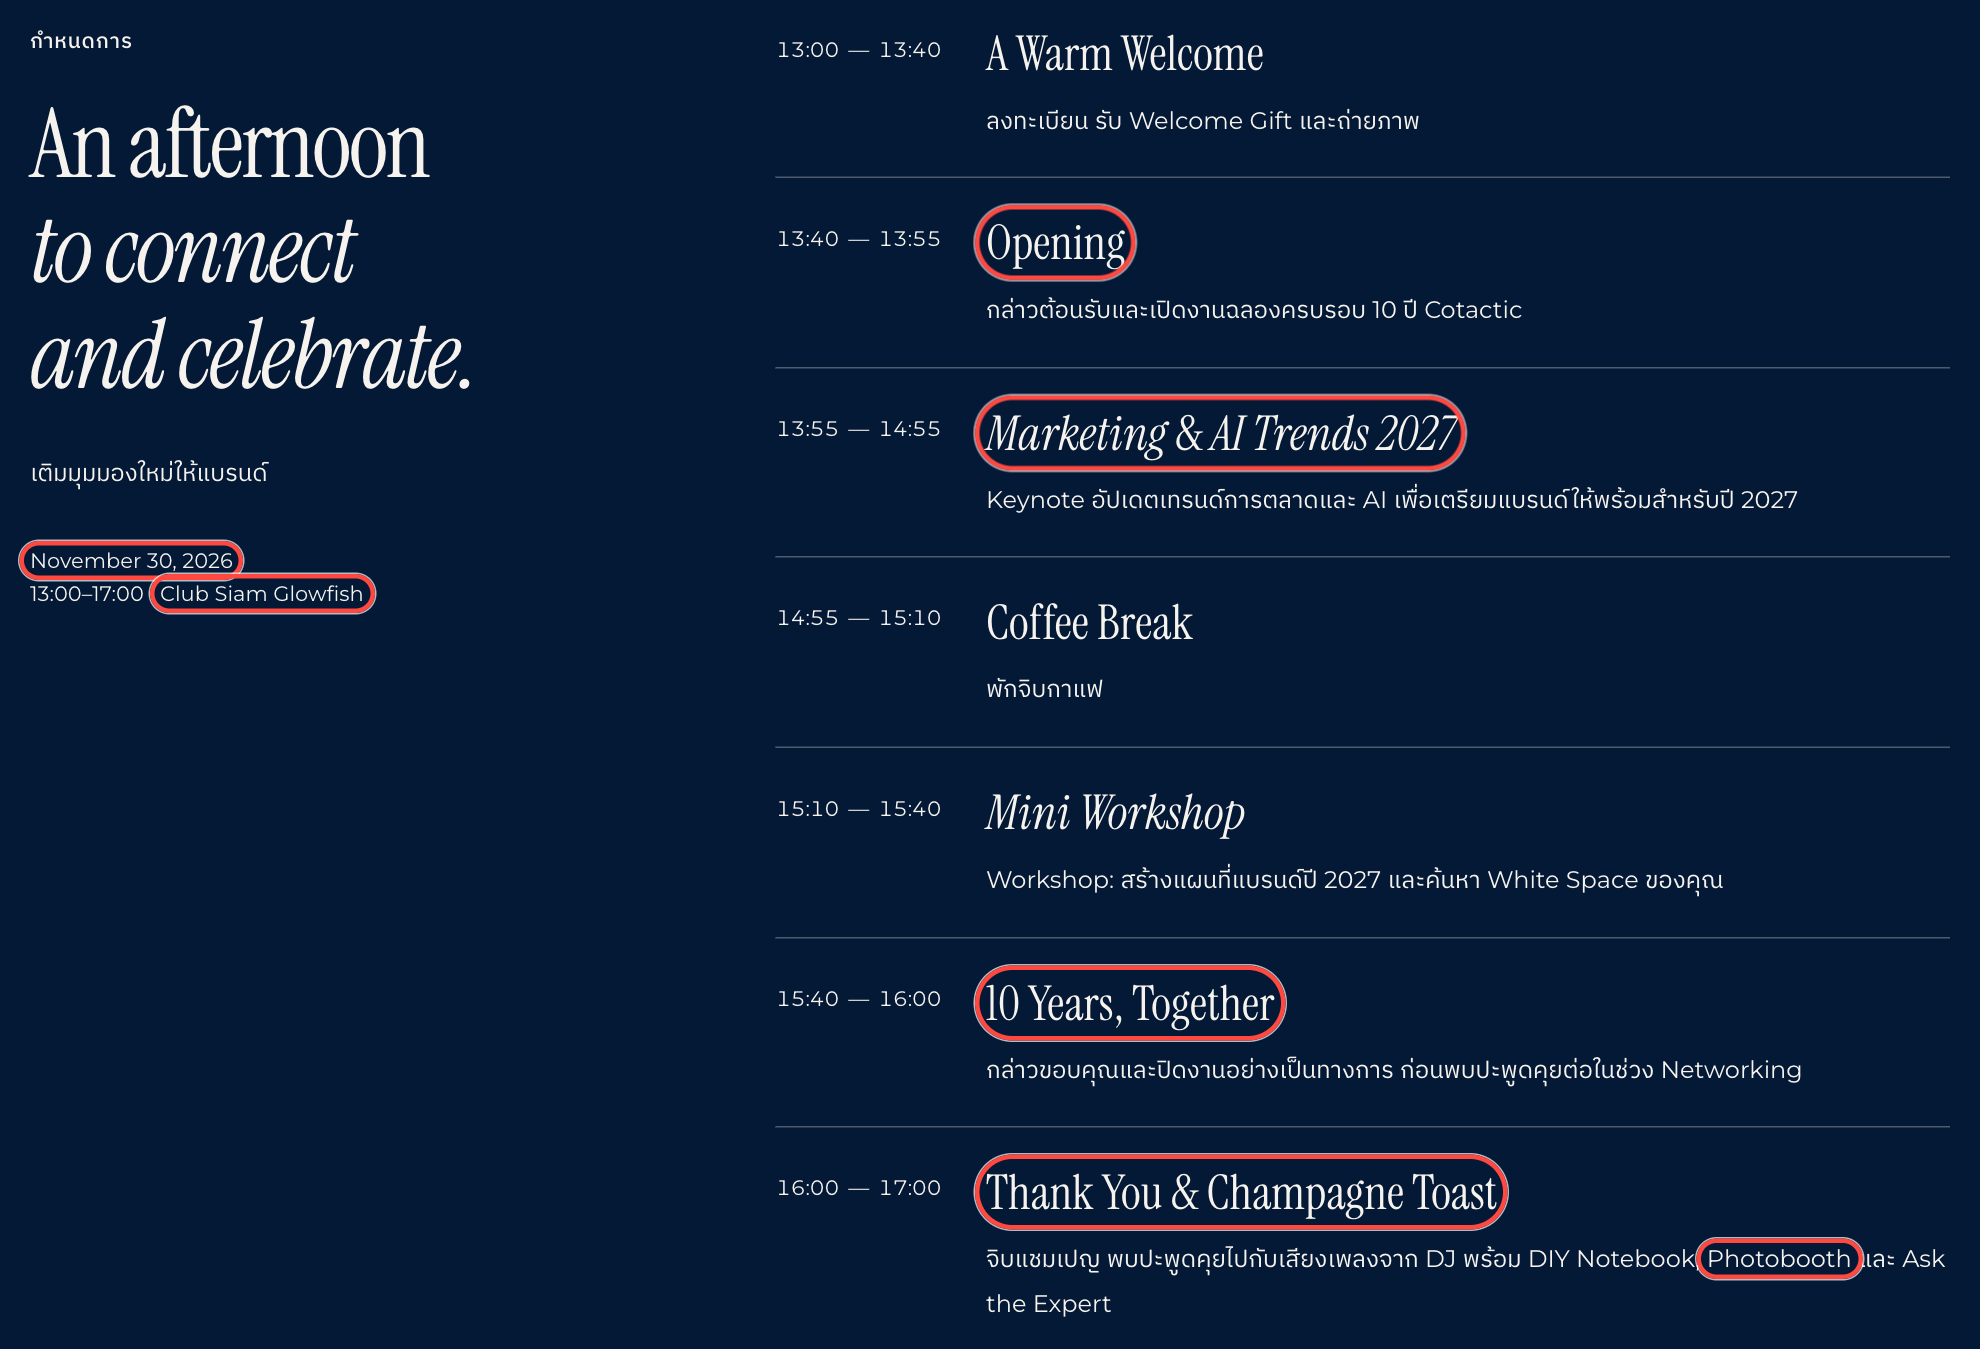 กำหนดการ
An afternoon
to connect
and celebrate.
เติมมุมมองใหม่ให้แบรนด์
November 30, 2026
13:00–17:00 Club Siam Glowfish
13:00 — 13:40
A Warm Welcome
ลงทะเบียน รับ Welcome Gift และถ่ายภาพ
13:40 — 13:55
Opening
กล่าวต้อนรับและเปิดงานฉลองครบรอบ 10 ปี Cotactic
13:55 — 14:55
Marketing & AI Trends 2027
Keynote อัปเดตเทรนด์การตลาดและ AI เพื่อเตรียมแบรนด์ให้พร้อมสำหรับปี 2027
14:55 — 15:10
Coffee Break
พักจิบกาแฟ
15:10 — 15:40
Mini Workshop
Workshop: สร้างแผนที่แบรนด์ปี 2027 และค้นหา White Space ของคุณ
15:40 — 16:00
10 Years, Together
กล่าวขอบคุณและปิดงานอย่างเป็นทางการ ก่อนพบปะพูดคุยต่อในช่วง Networking
16:00 — 17:00
Thank You & Champagne Toast
จิบแชมเปญ พบปะพูดคุยไปกับเสียงเพลงจาก DJ พร้อม DIY Notebook, Photobooth และ Ask
the Expert